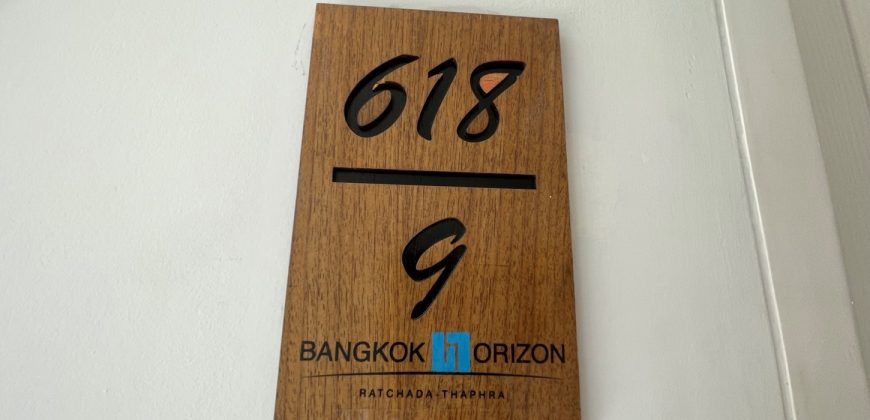 618
9
BANGKOK HORIZON
RATCHADA-THAPHRA